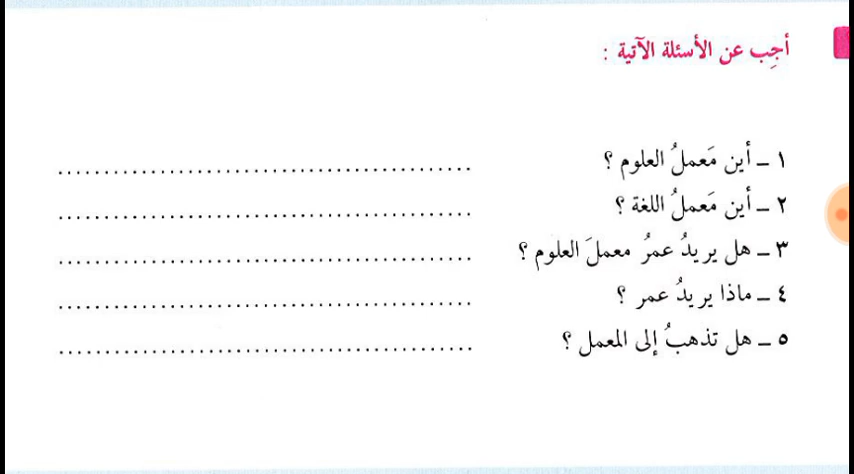 أجِب عن الأسئلة الآتية :
١ – أين مَعملُ العلوم ؟ ..............................................
٢ – أين مَعملُ اللغة ؟ ..............................................
٣ – هل يريدُ عمرُ معملَ العلوم ؟ ..............................................
٤ – ماذا يريدُ عمر ؟ ..............................................
٥ – هل تذهبُ إلى المعمل ؟ ..............................................